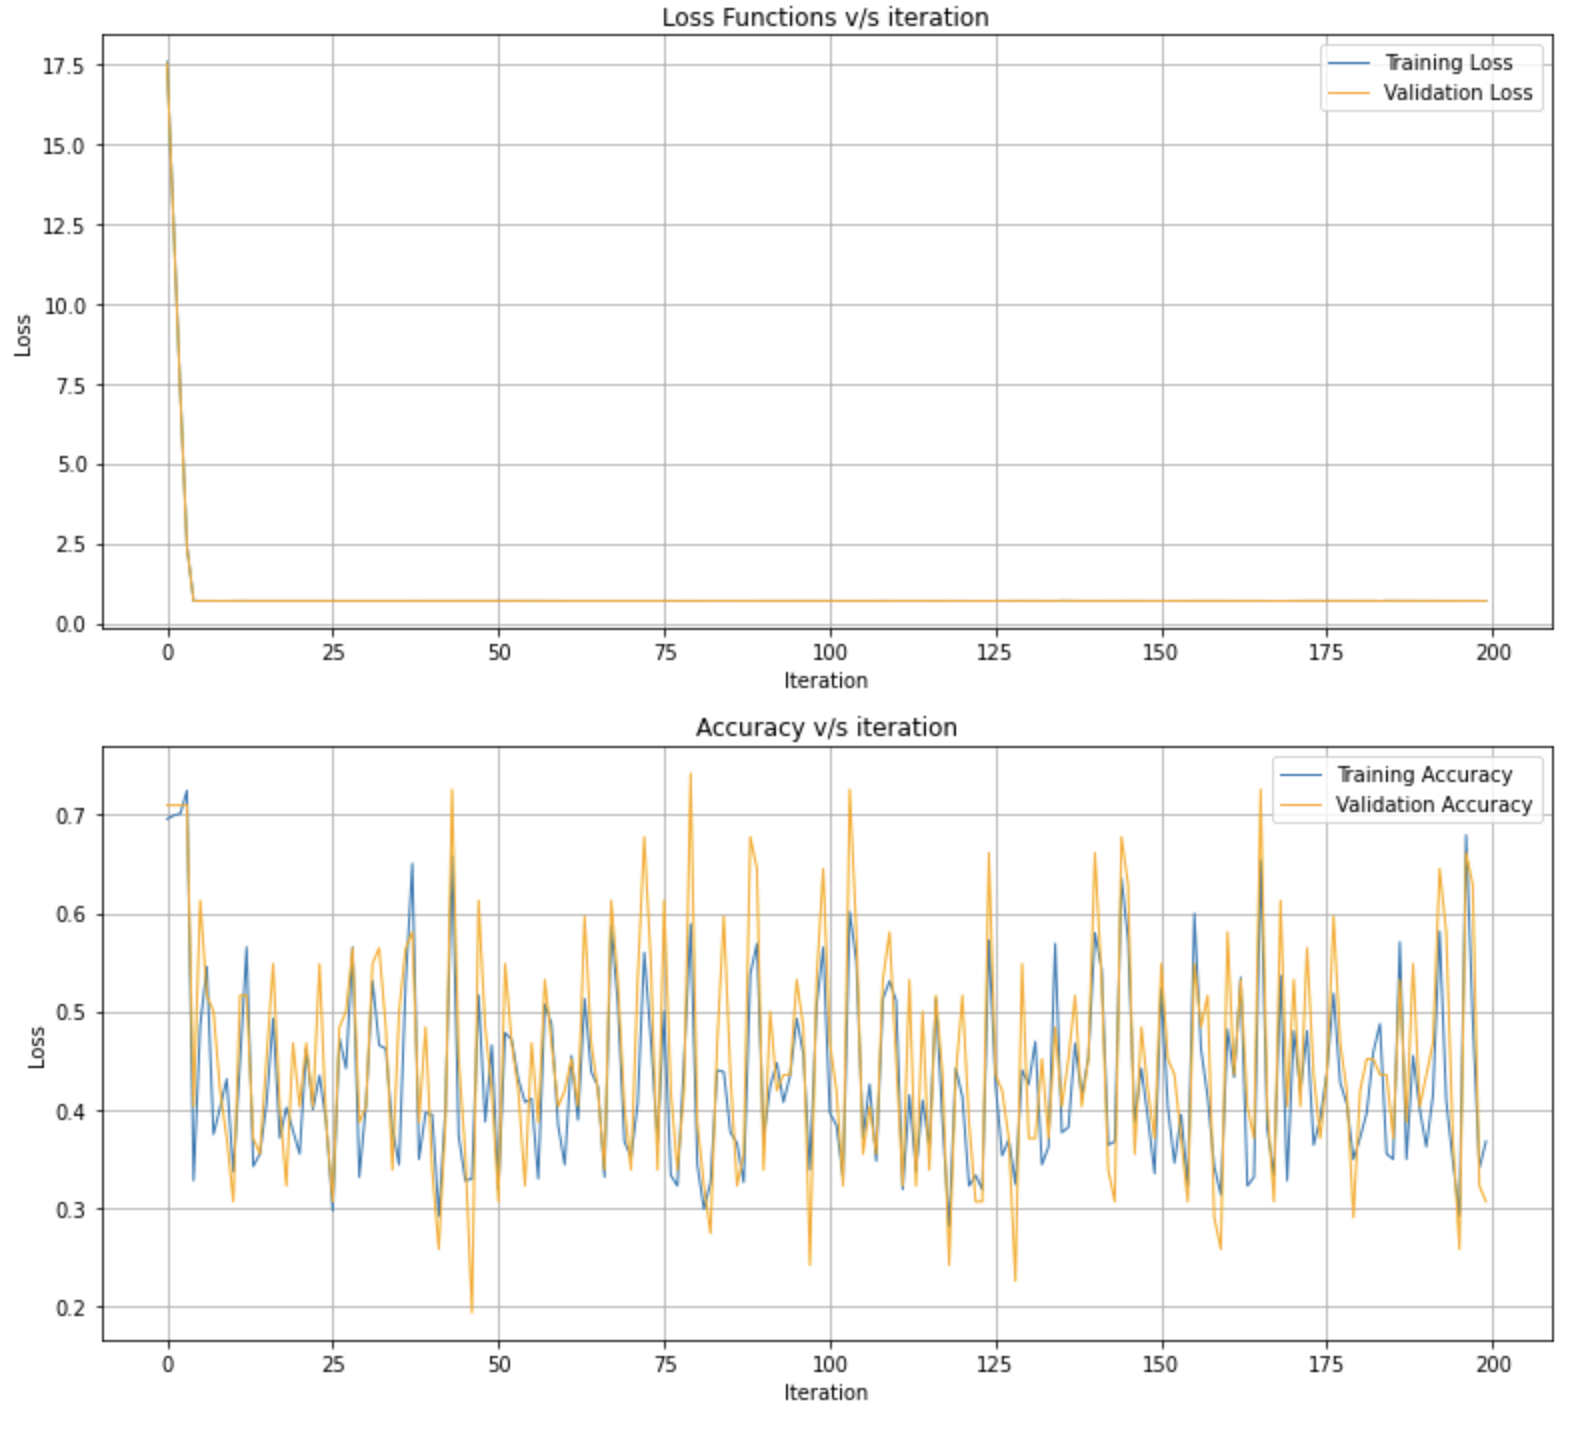 Loss Functions v/s iteration
Training Loss
Validation Loss
17.5
15.0
12.5
10.0
7.5
5.0
2.5
0.0
Loss
0 25 50 75 100 125 150 175 200
Iteration
Accuracy v/s iteration
Training Accuracy
Validation Accuracy
0.7
0.6
0.5
0.4
0.3
0.2
Loss
0 25 50 75 100 125 150 175 200
Iteration